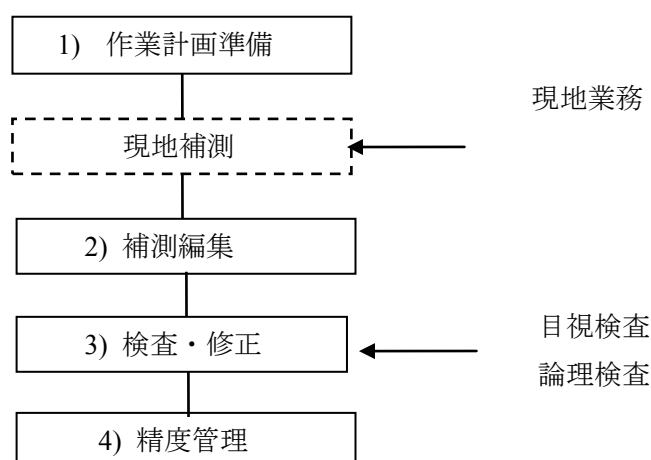 1) 作業計画準備
現地業務
現地補測
2) 補測編集
3) 検査・修正
目視検査
論理検査
4) 精度管理